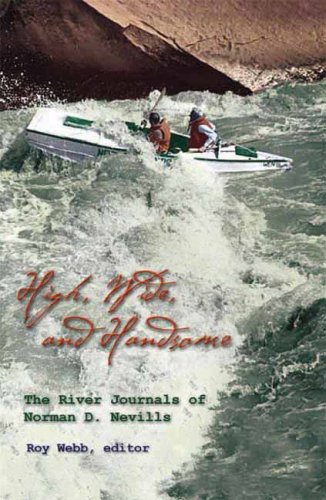 High, Wide,
and Handsome
The River Journals of
Norman D. Nevills
Roy Webb, editor